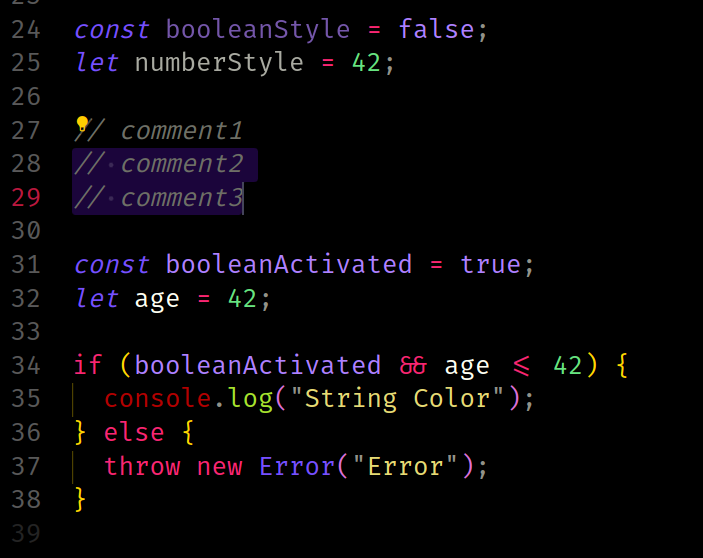 23
24 const booleanStyle = false;
25 let numberStyle = 42;
26
27 // comment1
28 // comment2
29 // comment3
30
31 const booleanActivated = true;
32 let age = 42;
33
34 if (booleanActivated && age <= 42) {
35   console.log("String Color");
36 } else {
37   throw new Error("Error");
38 }
39